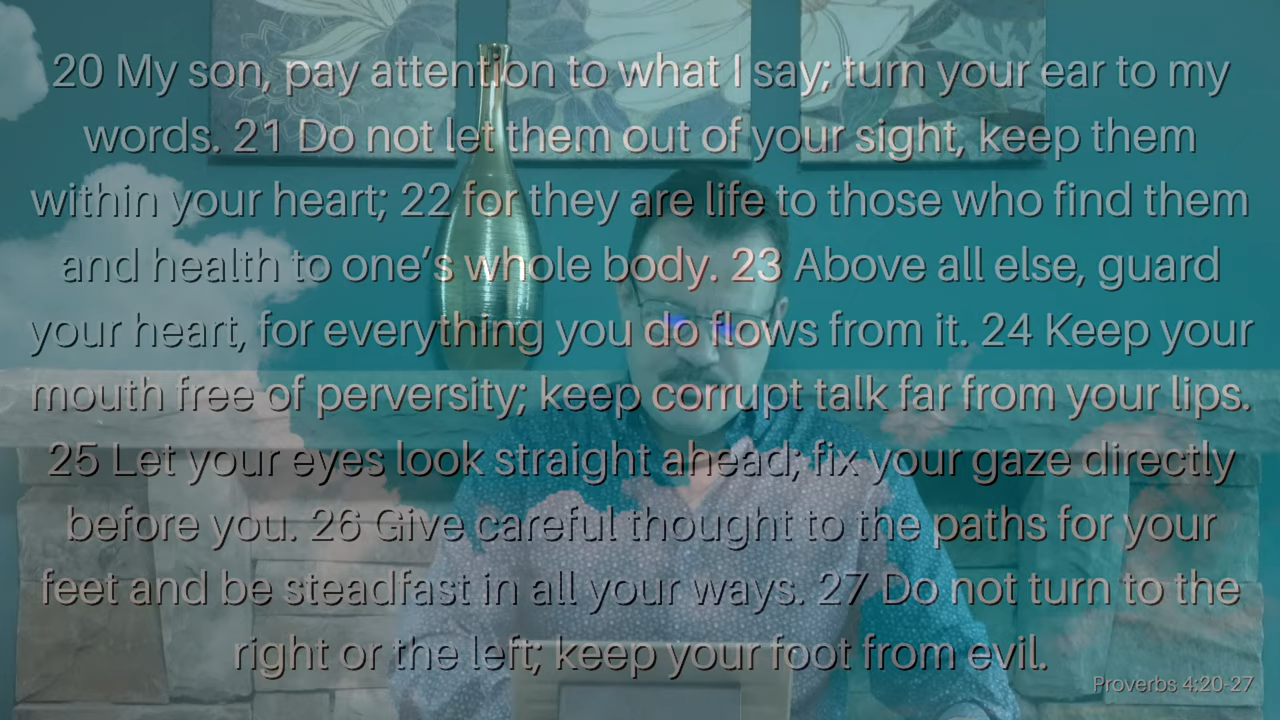 20 My son, pay attention to what I say; turn your ear to my
words. 21 Do not let them out of your sight, keep them
within your heart; 22 for they are life to those who find them
and health to one’s whole body. 23 Above all else, guard
your heart, for everything you do flows from it. 24 Keep your
mouth free of perversity; keep corrupt talk far from your lips.
25 Let your eyes look straight ahead; fix your gaze directly
before you. 26 Give careful thought to the paths for your
feet and be steadfast in all your ways. 27 Do not turn to the
right or the left; keep your foot from evil.
Proverbs 4:20-27